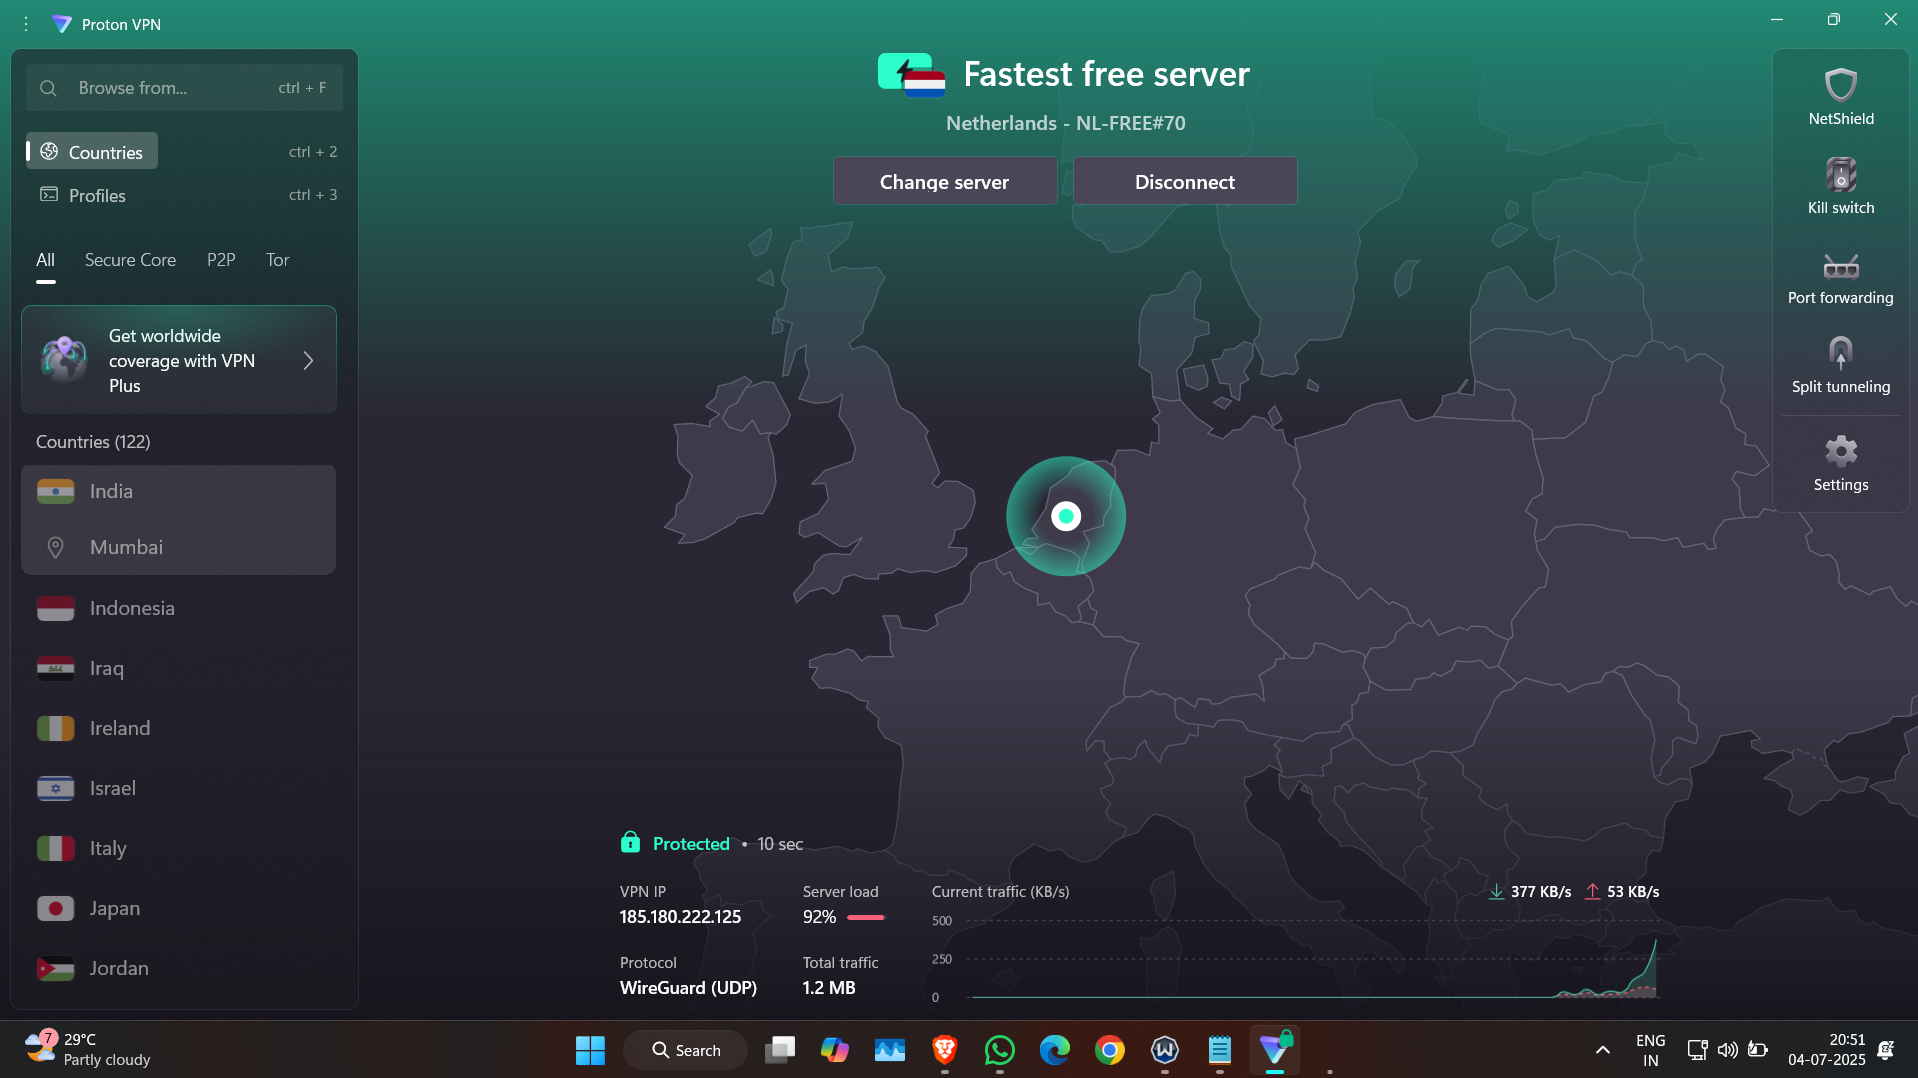 Proton VPN
Browse from...
ctrl + F
Countries
ctrl + 2
Profiles
ctrl + 3
All
Secure Core
P2P
Tor
Get worldwide
coverage with VPN
Plus
Countries (122)
India
Mumbai
Indonesia
Iraq
Ireland
Israel
Italy
Japan
Jordan
Fastest free server
Netherlands - NL-FREE#70
Change server
Disconnect
NetShield
Kill switch
Port forwarding
Split tunneling
Settings
Protected • 10 sec
VPN IP
185.180.222.125
Server load
92%
Protocol
WireGuard (UDP)
Total traffic
1.2 MB
Current traffic (KB/s)
377 KB/s
53 KB/s
500
250
0
7
29°C
Partly cloudy
Search
ENG
IN
20:51
04-07-2025